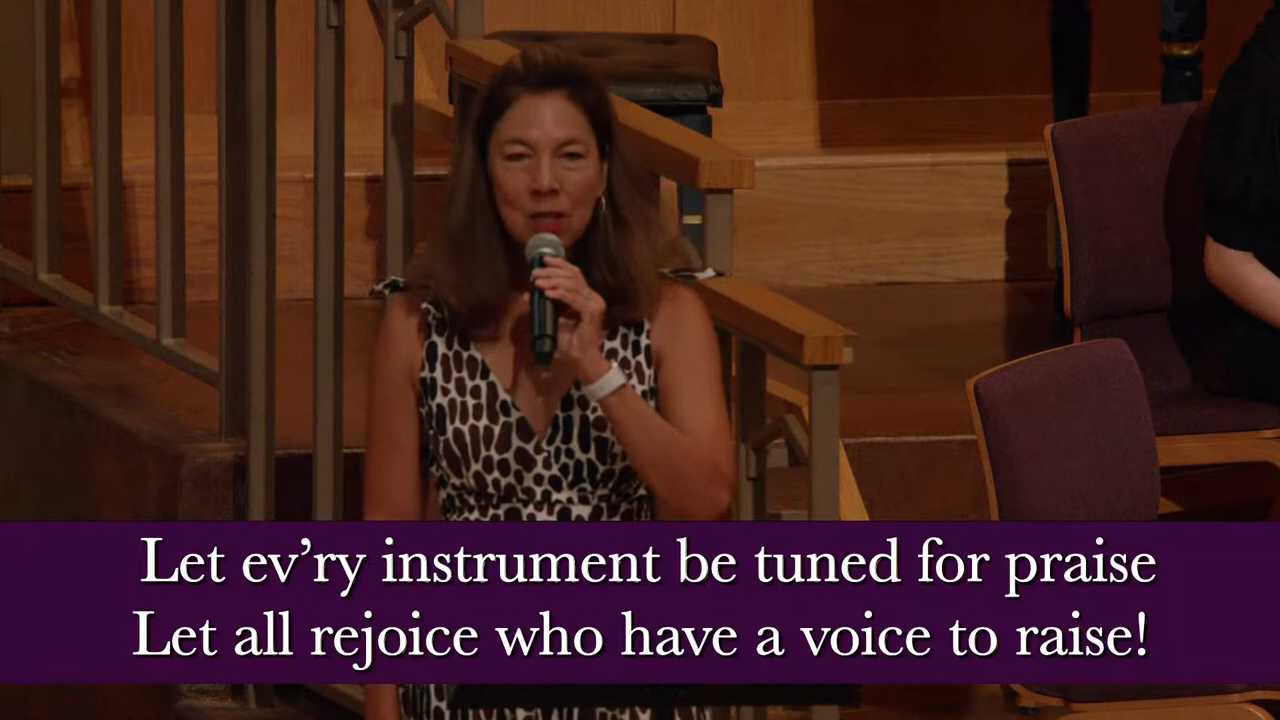 Let ev’ry instrument be tuned for praise
Let all rejoice who have a voice to raise!